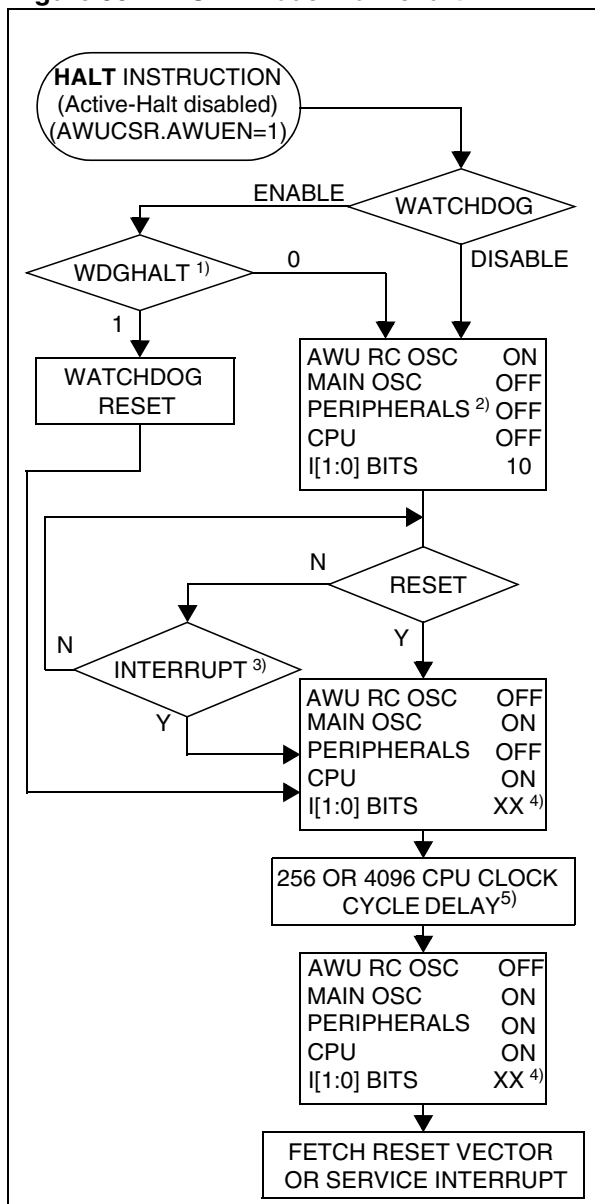 HALT INSTRUCTION
(Active-Halt disabled)
(AWUCSR.AWUEN=1)
ENABLE
WATCHDOG
WDGHALT 1)
0
DISABLE
1
WATCHDOG
RESET
AWU RC OSC ON
MAIN OSC OFF
PERIPHERALS 2) OFF
CPU OFF
I[1:0] BITS 10
N
RESET
N
Y
INTERRUPT 3)
Y
AWU RC OSC OFF
MAIN OSC ON
PERIPHERALS OFF
CPU ON
I[1:0] BITS XX 4)
256 OR 4096 CPU CLOCK
CYCLE DELAY5)
AWU RC OSC OFF
MAIN OSC ON
PERIPHERALS ON
CPU ON
I[1:0] BITS XX 4)
FETCH RESET VECTOR
OR SERVICE INTERRUPT